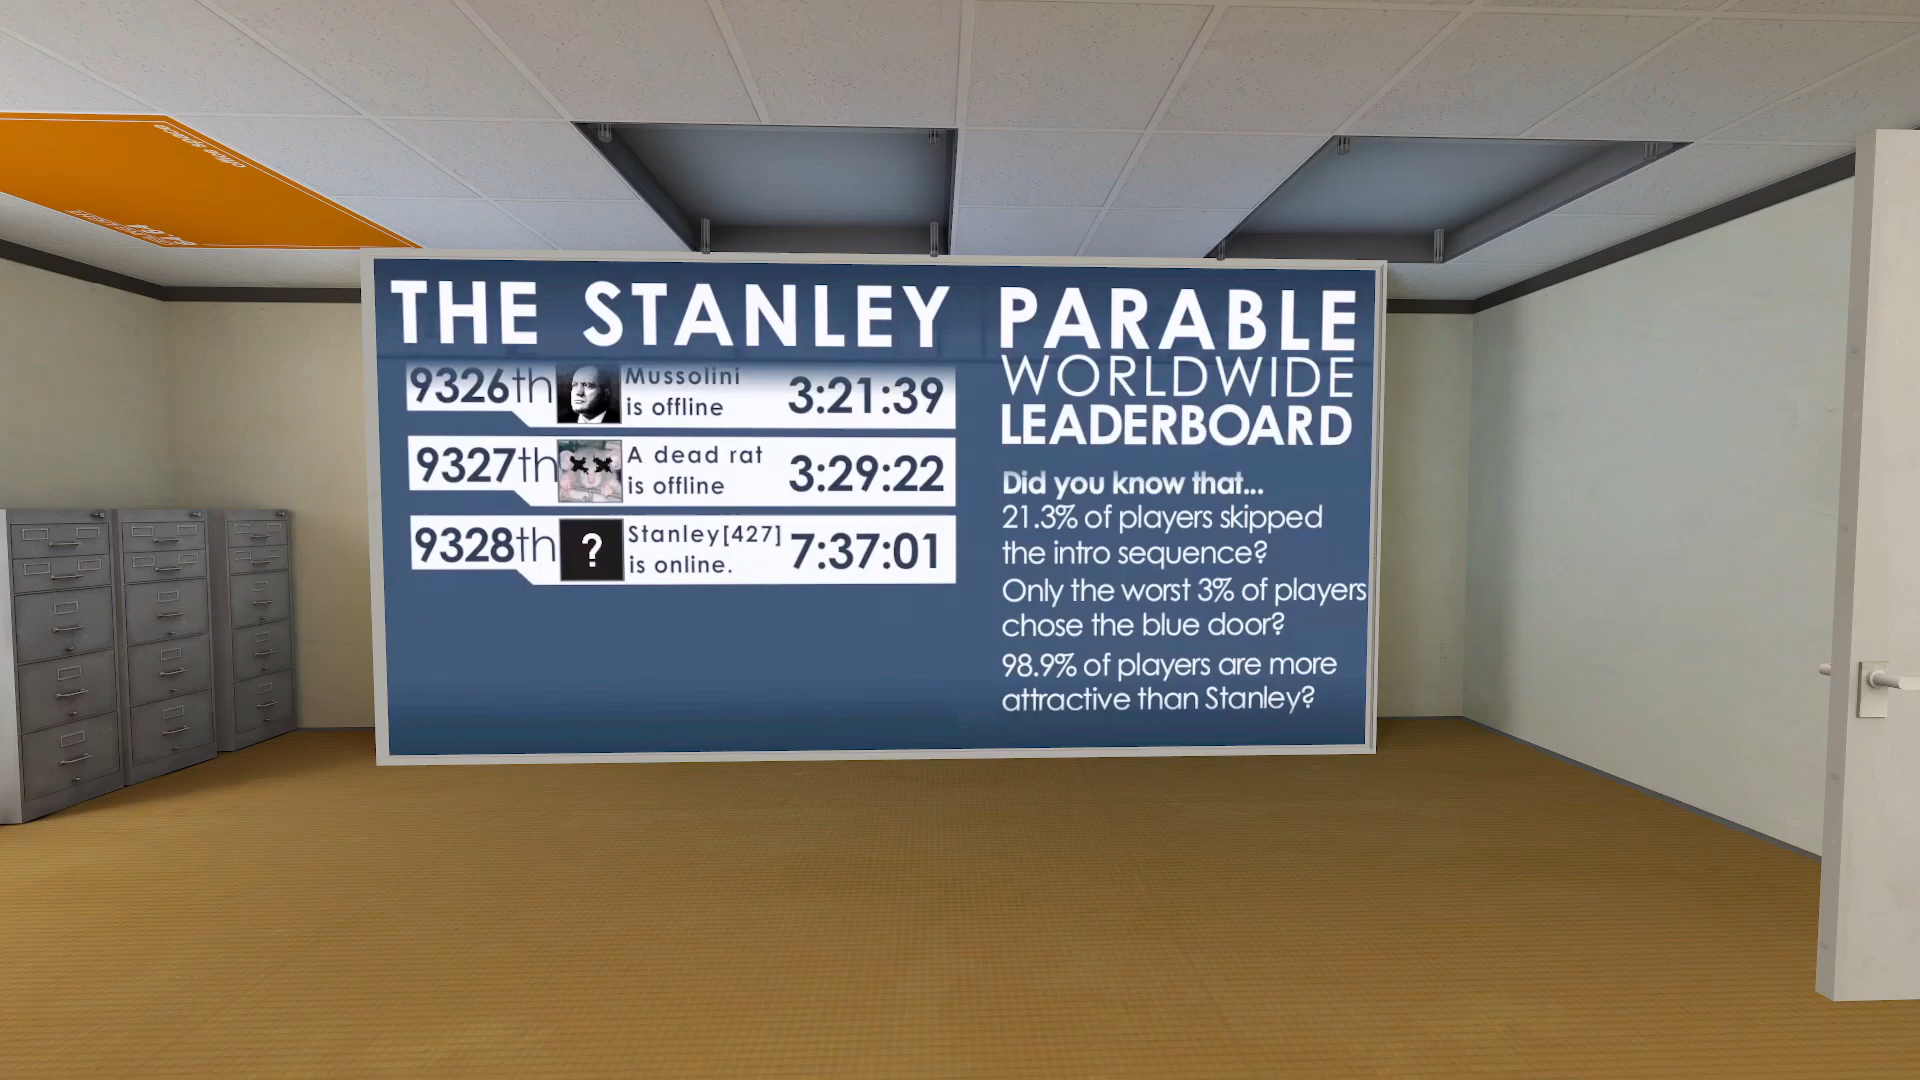 office space
THE STANLEY PARABLE
WORLDWIDE
LEADERBOARD
9326th
Mussolini
is offline
3:21:39
9327th
A dead rat
is offline
3:29:22
9328th
?
Stanley[427]
is online.
7:37:01
Did you know that...
21.3% of players skipped
the intro sequence?
Only the worst 3% of players
chose the blue door?
98.9% of players are more
attractive than Stanley?